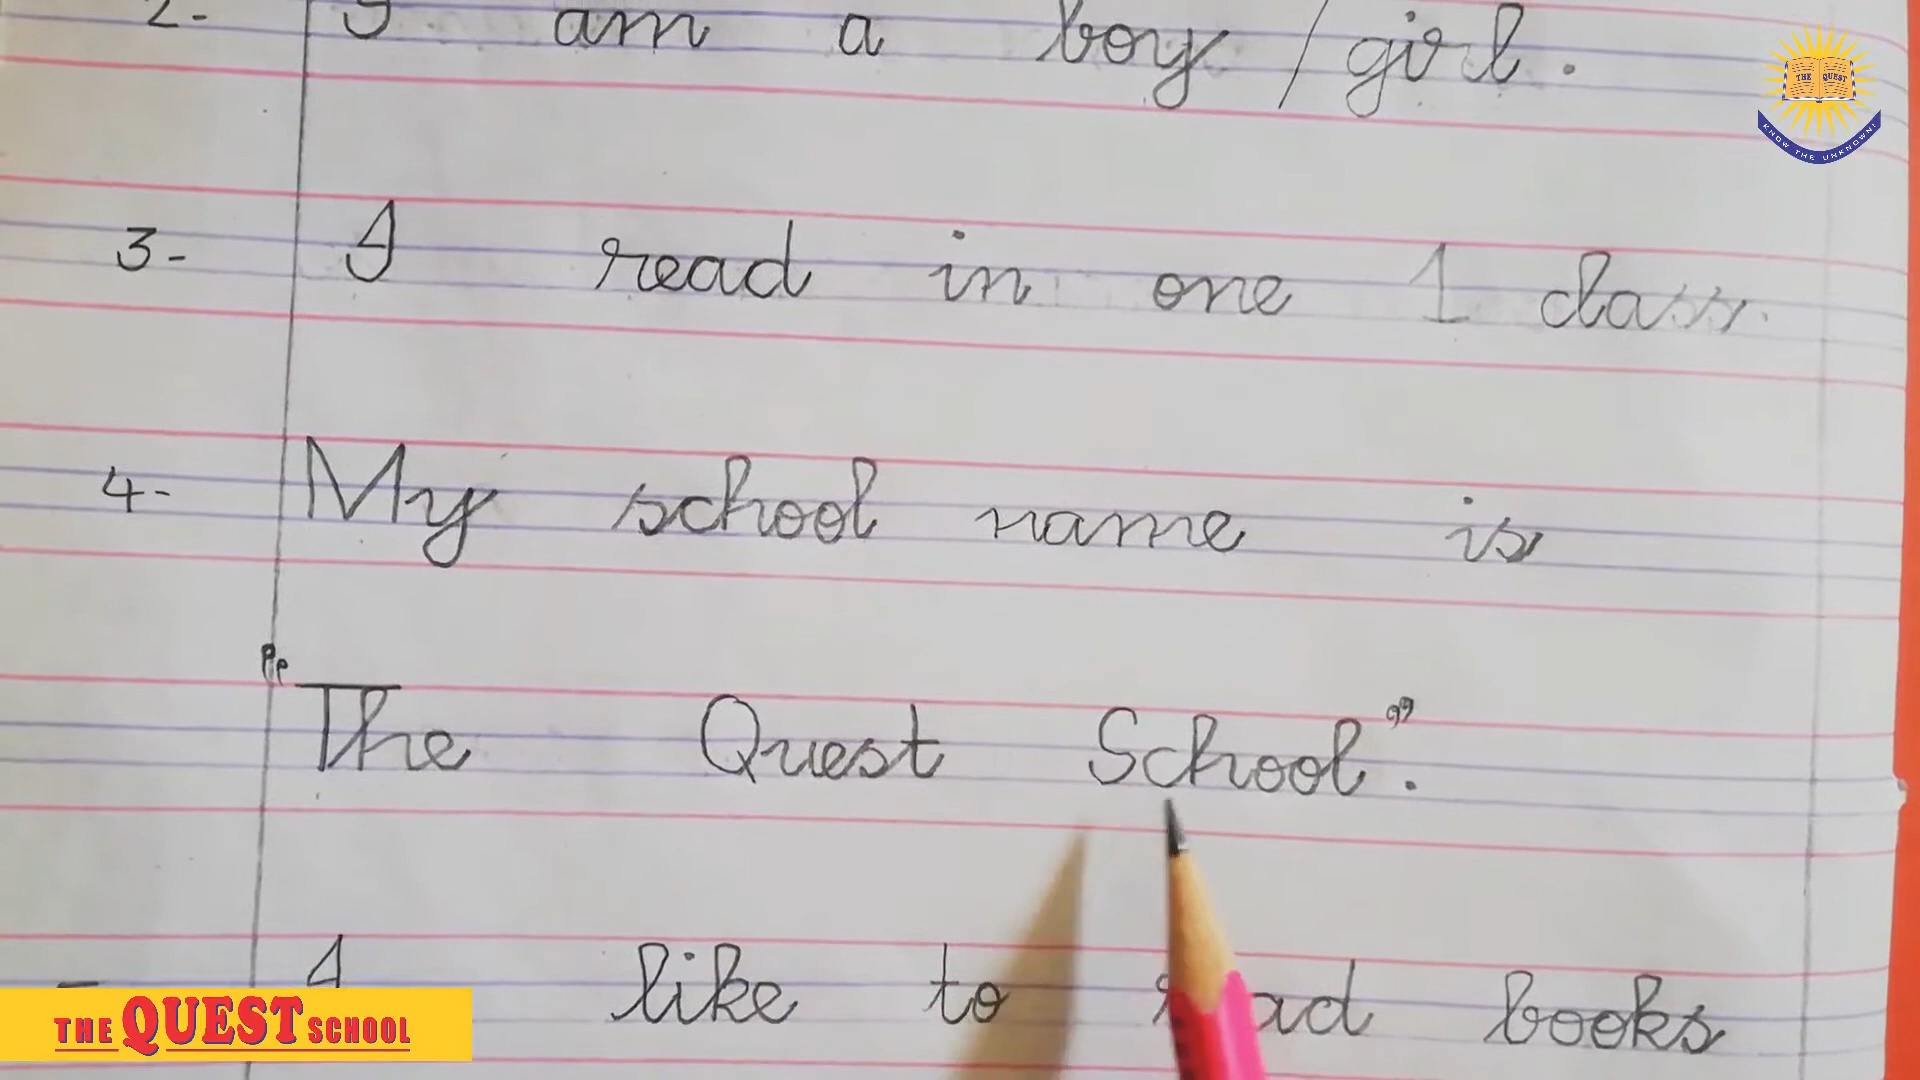 2- I am a boy / girl.
THE QUEST
KNOW THE UNKNOWN!
3- I read in one 1 class.
4- My school name is
"The Quest School".
I like to read books
THE QUEST SCHOOL